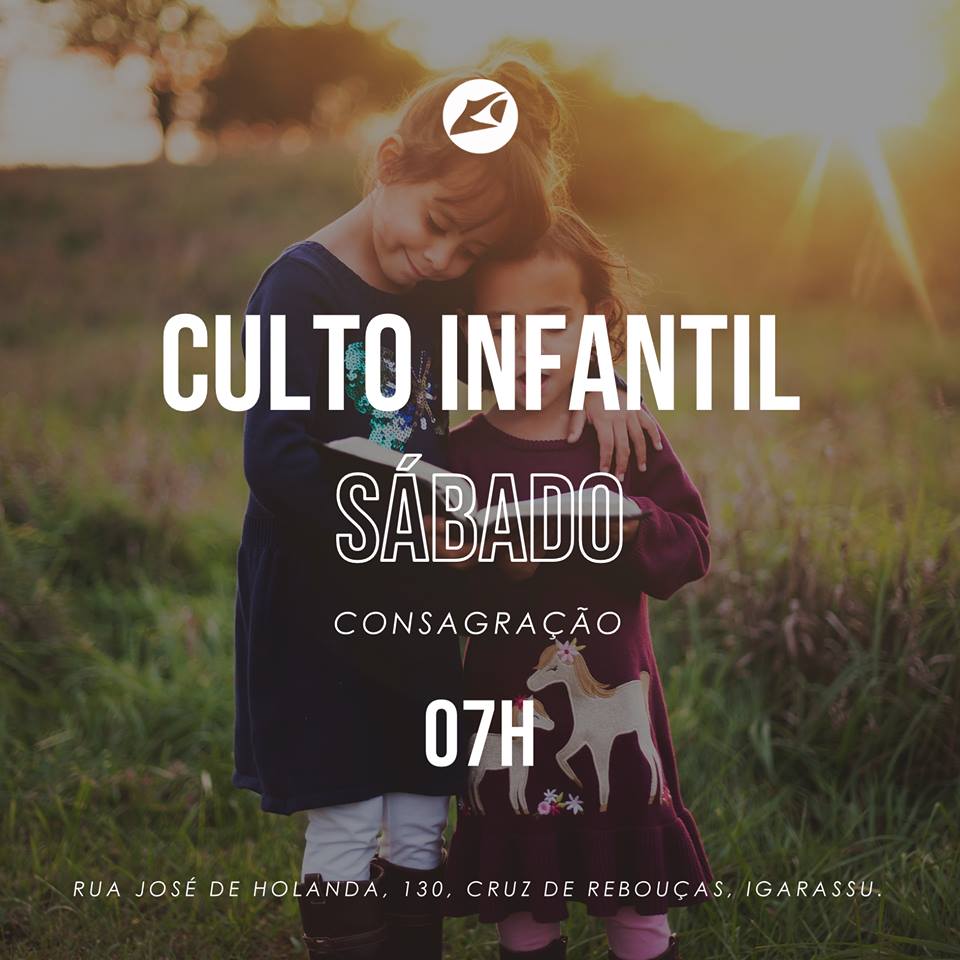 CULTO INFANTIL
SÁBADO
CONSAGRAÇÃO
07H
RUA JOSÉ DE HOLANDA, 130, CRUZ DE REBOUÇAS, IGARASSU.